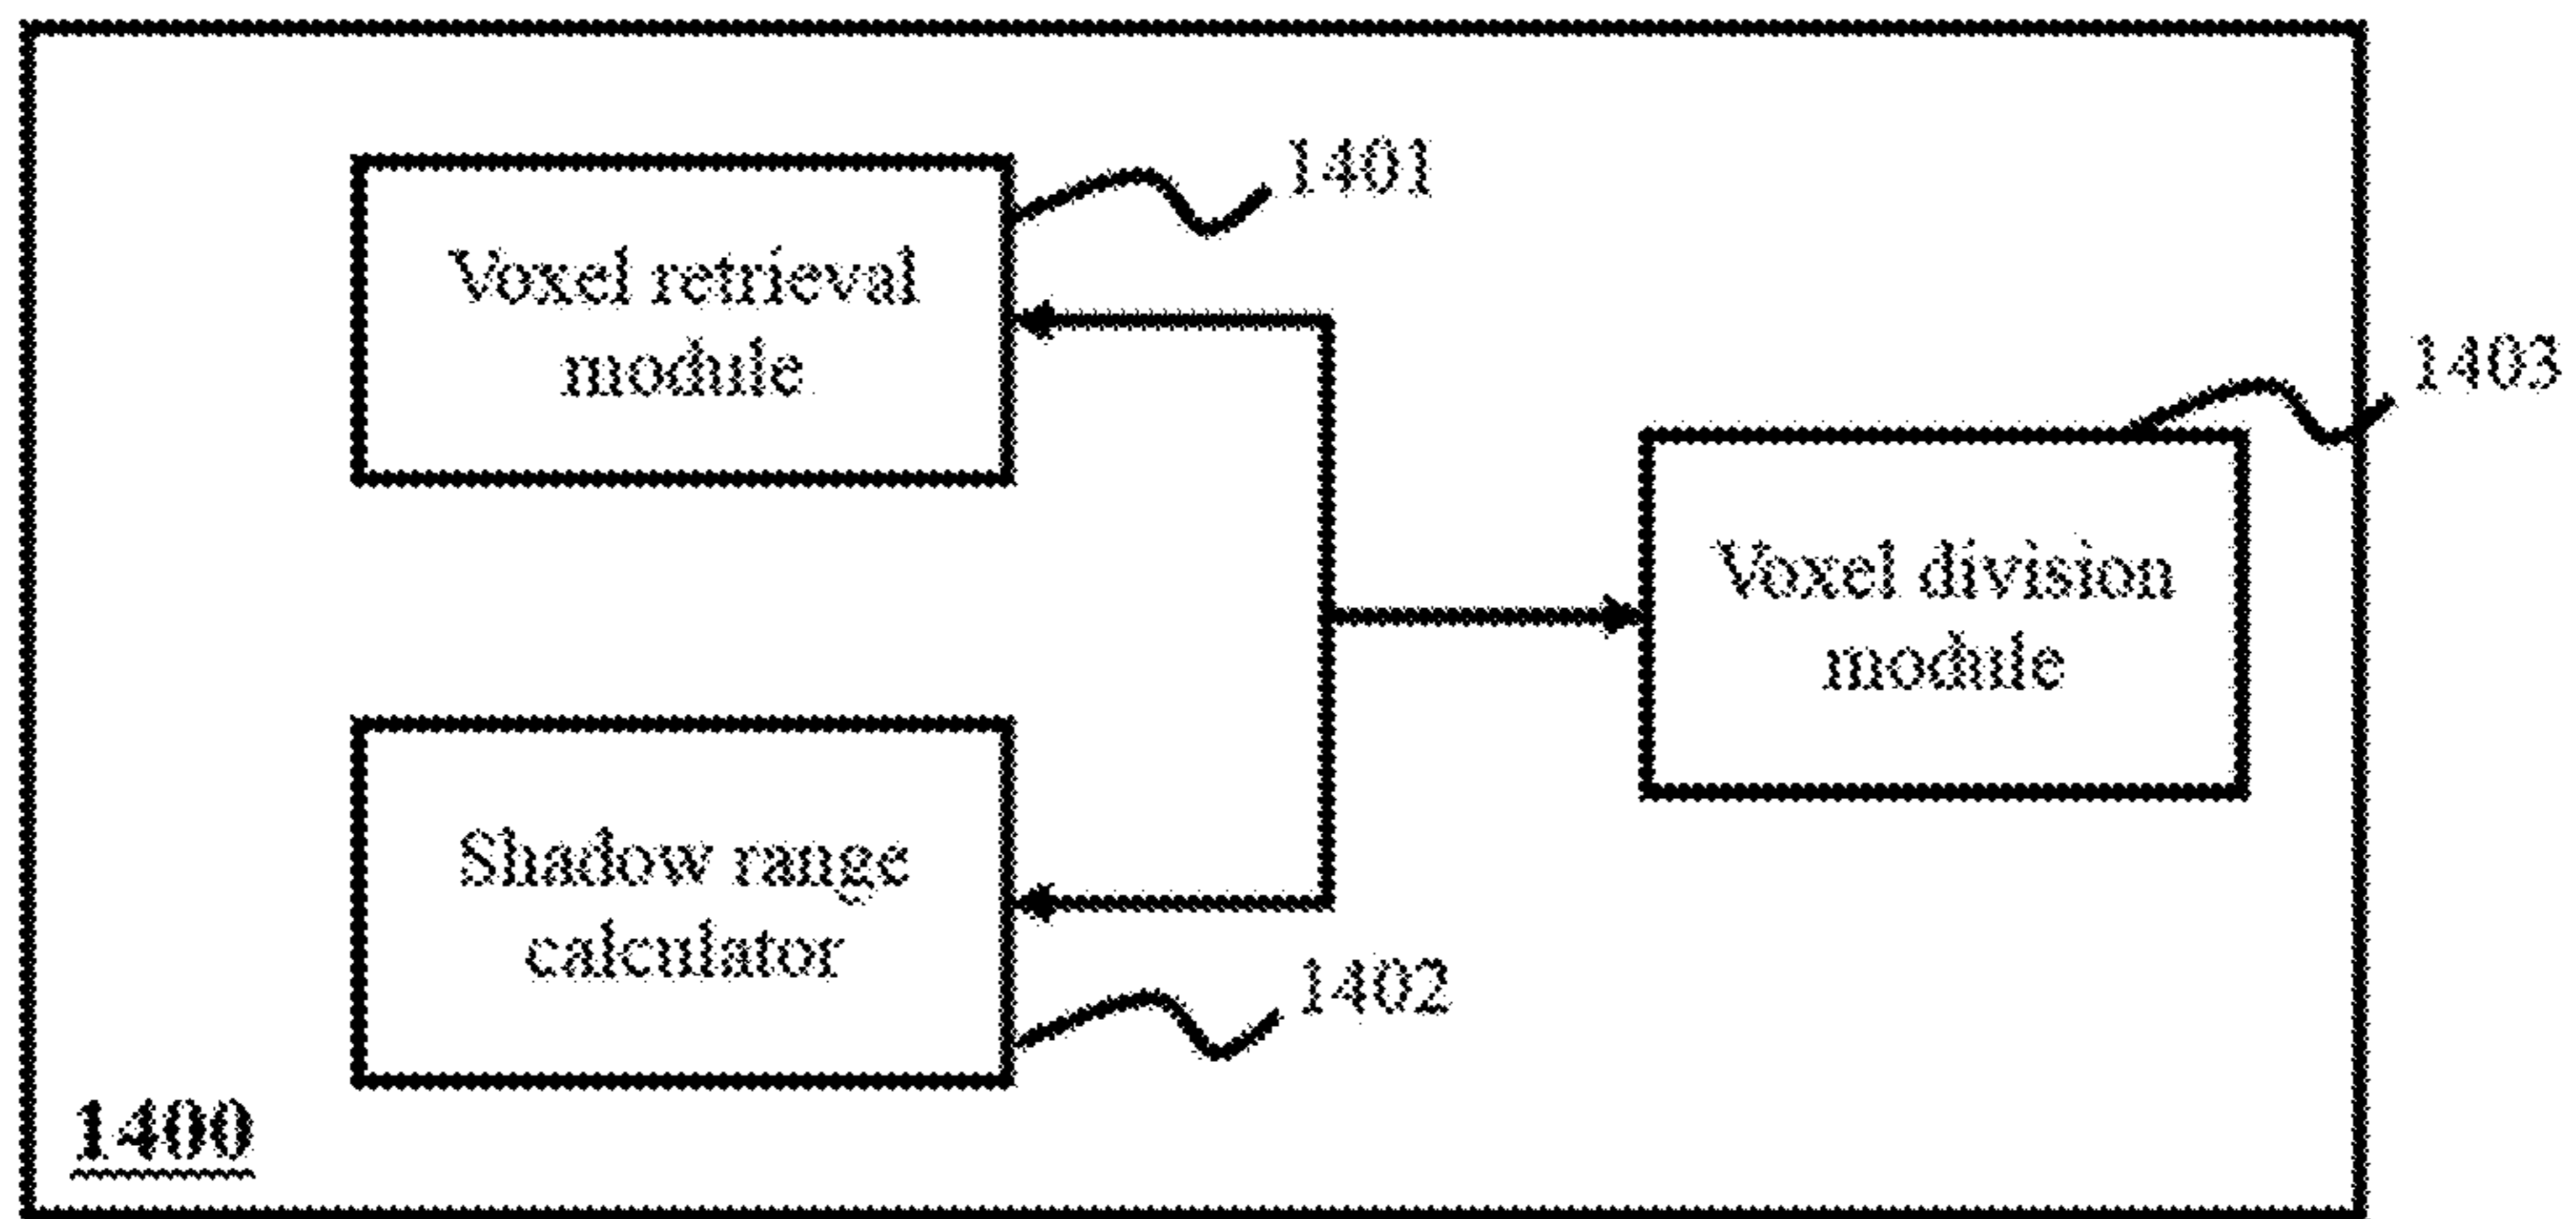 1401
Voxel retrieval
module
1403
Voxel division
module
Shadow range
calculator
1402
1400